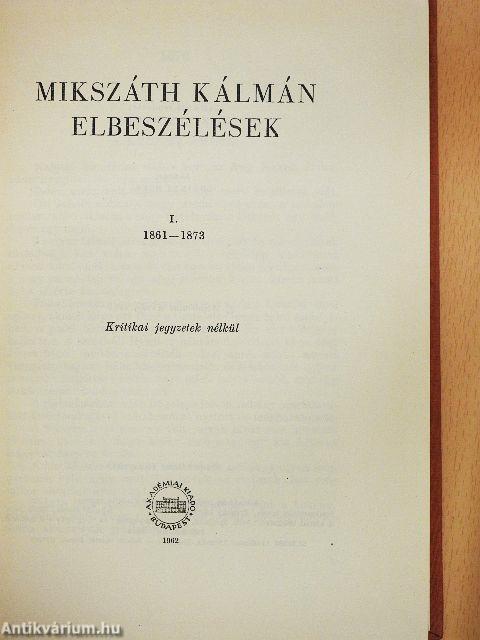 MIKSZÁTH KÁLMÁN
ELBESZÉLÉSEK
I.
1861—1873
Kritikai jegyzetek nélkül
AKADÉMIAI KIADÓ
BUDAPEST
1962
Antikvárium.hu